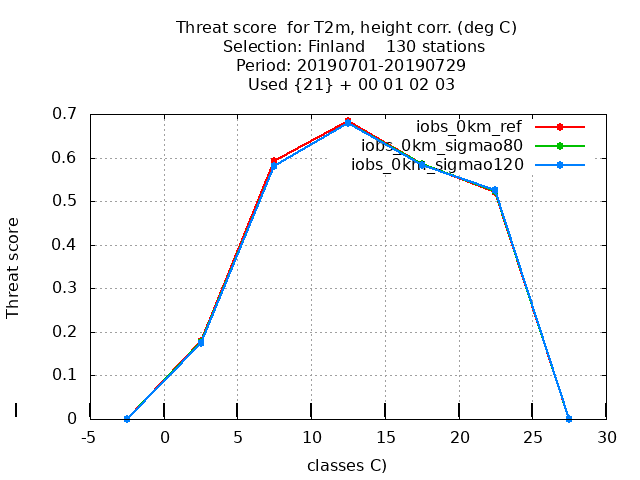 Threat score  for T2m, height corr. (deg C)
Selection: Finland    130 stations
Period: 20190701-20190729
Used {21} + 00 01 02 03
0.7
0.6
0.5
0.4
0.3
0.2
0.1
0
Threat score
iobs_0km_ref
iobs_0km_sigmao80
iobs_0km_sigmao120
-5
0
5
10
15
20
25
30
classes C)